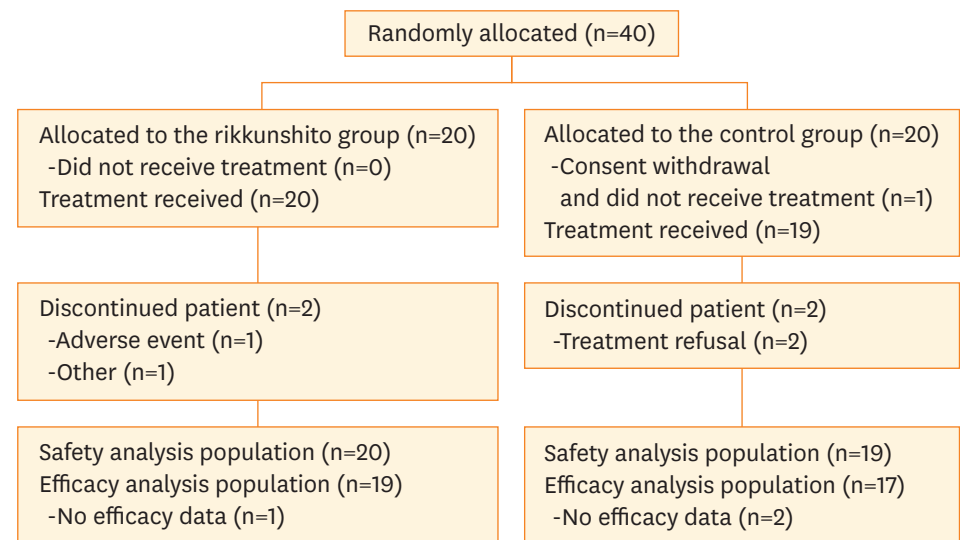 Randomly allocated (n=40)
Allocated to the rikkunshito group (n=20)
-Did not receive treatment (n=0)
Treatment received (n=20)
Allocated to the control group (n=20)
-Consent withdrawal
and did not receive treatment (n=1)
Treatment received (n=19)
Discontinued patient (n=2)
-Adverse event (n=1)
-Other (n=1)
Discontinued patient (n=2)
-Treatment refusal (n=2)
Safety analysis population (n=20)
Efficacy analysis population (n=19)
-No efficacy data (n=1)
Safety analysis population (n=19)
Efficacy analysis population (n=17)
-No efficacy data (n=2)